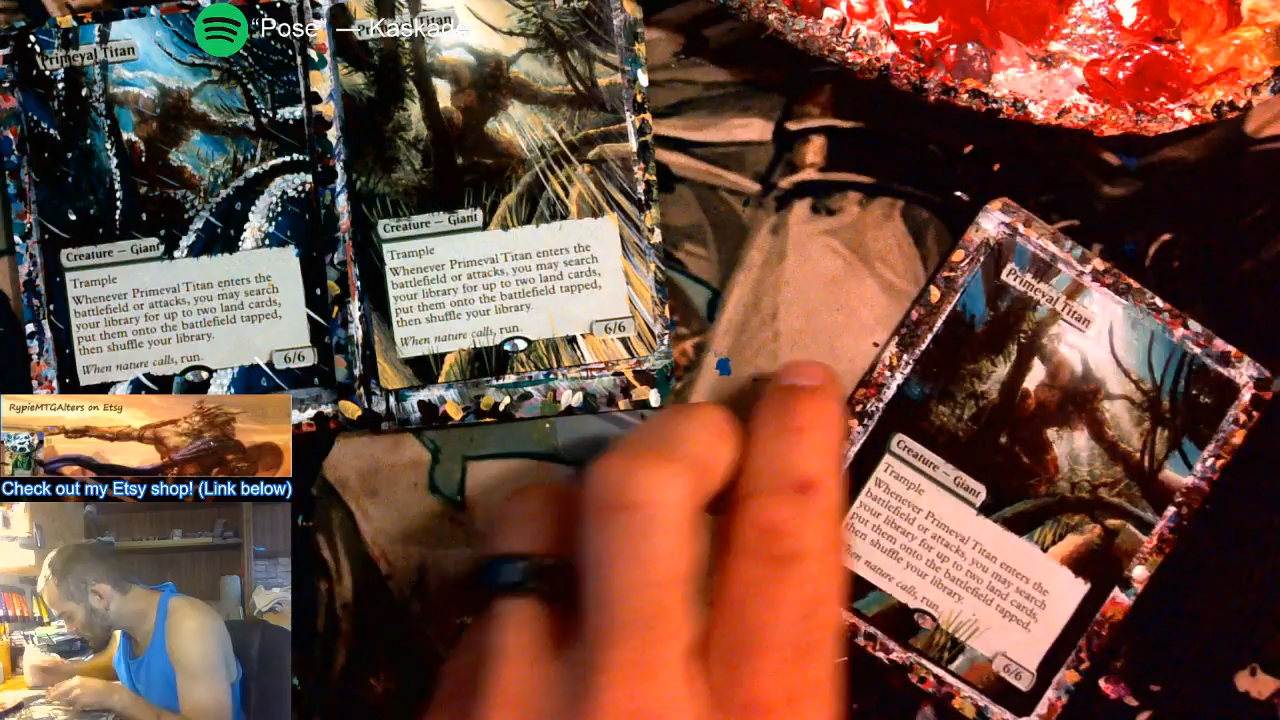 "Pose" — Kaskade
Primeval Titan
Titan
Creature — Giant
Trample
Whenever Primeval Titan enters the
battlefield or attacks, you may search
your library for up to two land cards,
put them onto the battlefield tapped,
then shuffle your library.
When nature calls, run.
6/6
Creature — Giant
Trample
Whenever Primeval Titan enters the
battlefield or attacks, you may search
your library for up to two land cards,
put them onto the battlefield tapped,
then shuffle your library.
When nature calls, run.
6/6
Primeval Titan
Creature — Giant
Trample
Whenever Primeval Titan enters the
battlefield or attacks, you may search
your library for up to two land cards,
put them onto the battlefield tapped,
then shuffle your library.
When nature calls, run.
6/6
RypieMTGAlters on Etsy
Check out my Etsy shop! (Link below)